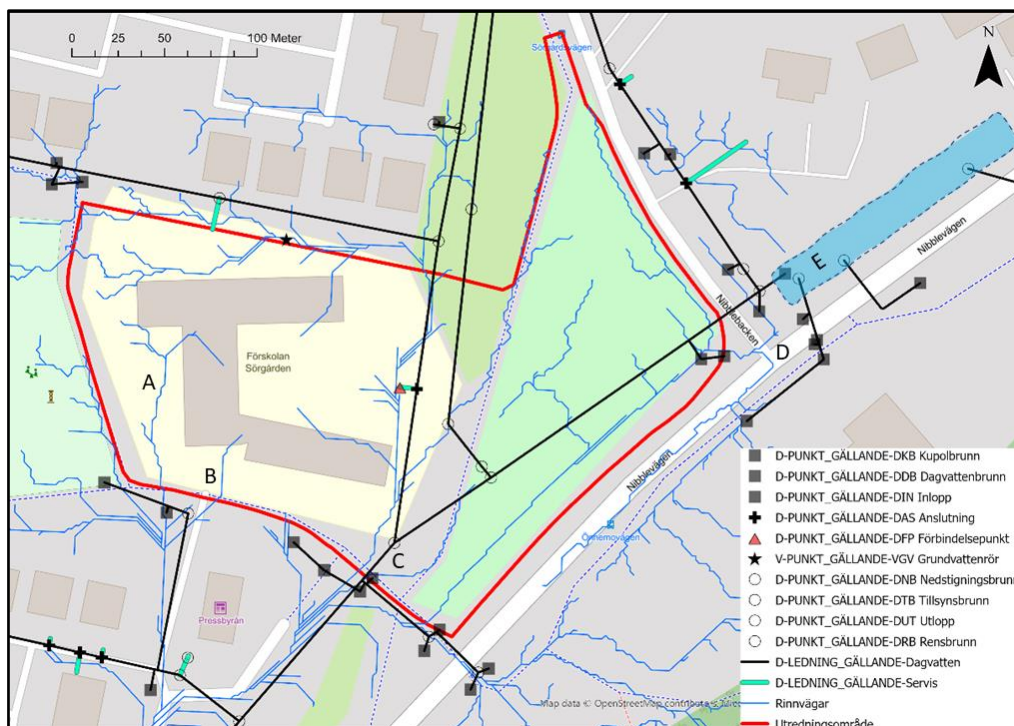 0 25 50 100 Meter
Sörgårdsvägen
N
Nibblevägen
E
Nibblebacken
D
A
Förskolan
Sörgården
B
Nibblevägen
Önnemovägen
C
Pressbyrån
D-PUNKT_GÄLLANDE-DKB Kupolbrunn
D-PUNKT_GÄLLANDE-DDB Dagvattenbrunn
D-PUNKT_GÄLLANDE-DIN Inlopp
D-PUNKT_GÄLLANDE-DAS Anslutning
D-PUNKT_GÄLLANDE-DFP Förbindelsepunkt
V-PUNKT_GÄLLANDE-VGV Grundvattenrör
D-PUNKT_GÄLLANDE-DNB Nedstigningsbrunn
D-PUNKT_GÄLLANDE-DTB Tillsynsbrunn
D-PUNKT_GÄLLANDE-DUT Utlopp
D-PUNKT_GÄLLANDE-DRB Rensbrunn
D-LEDNING_GÄLLANDE-Dagvatten
D-LEDNING_GÄLLANDE-Servis
Rinnvägar
Utredningsområde
Map data © OpenStreetMap